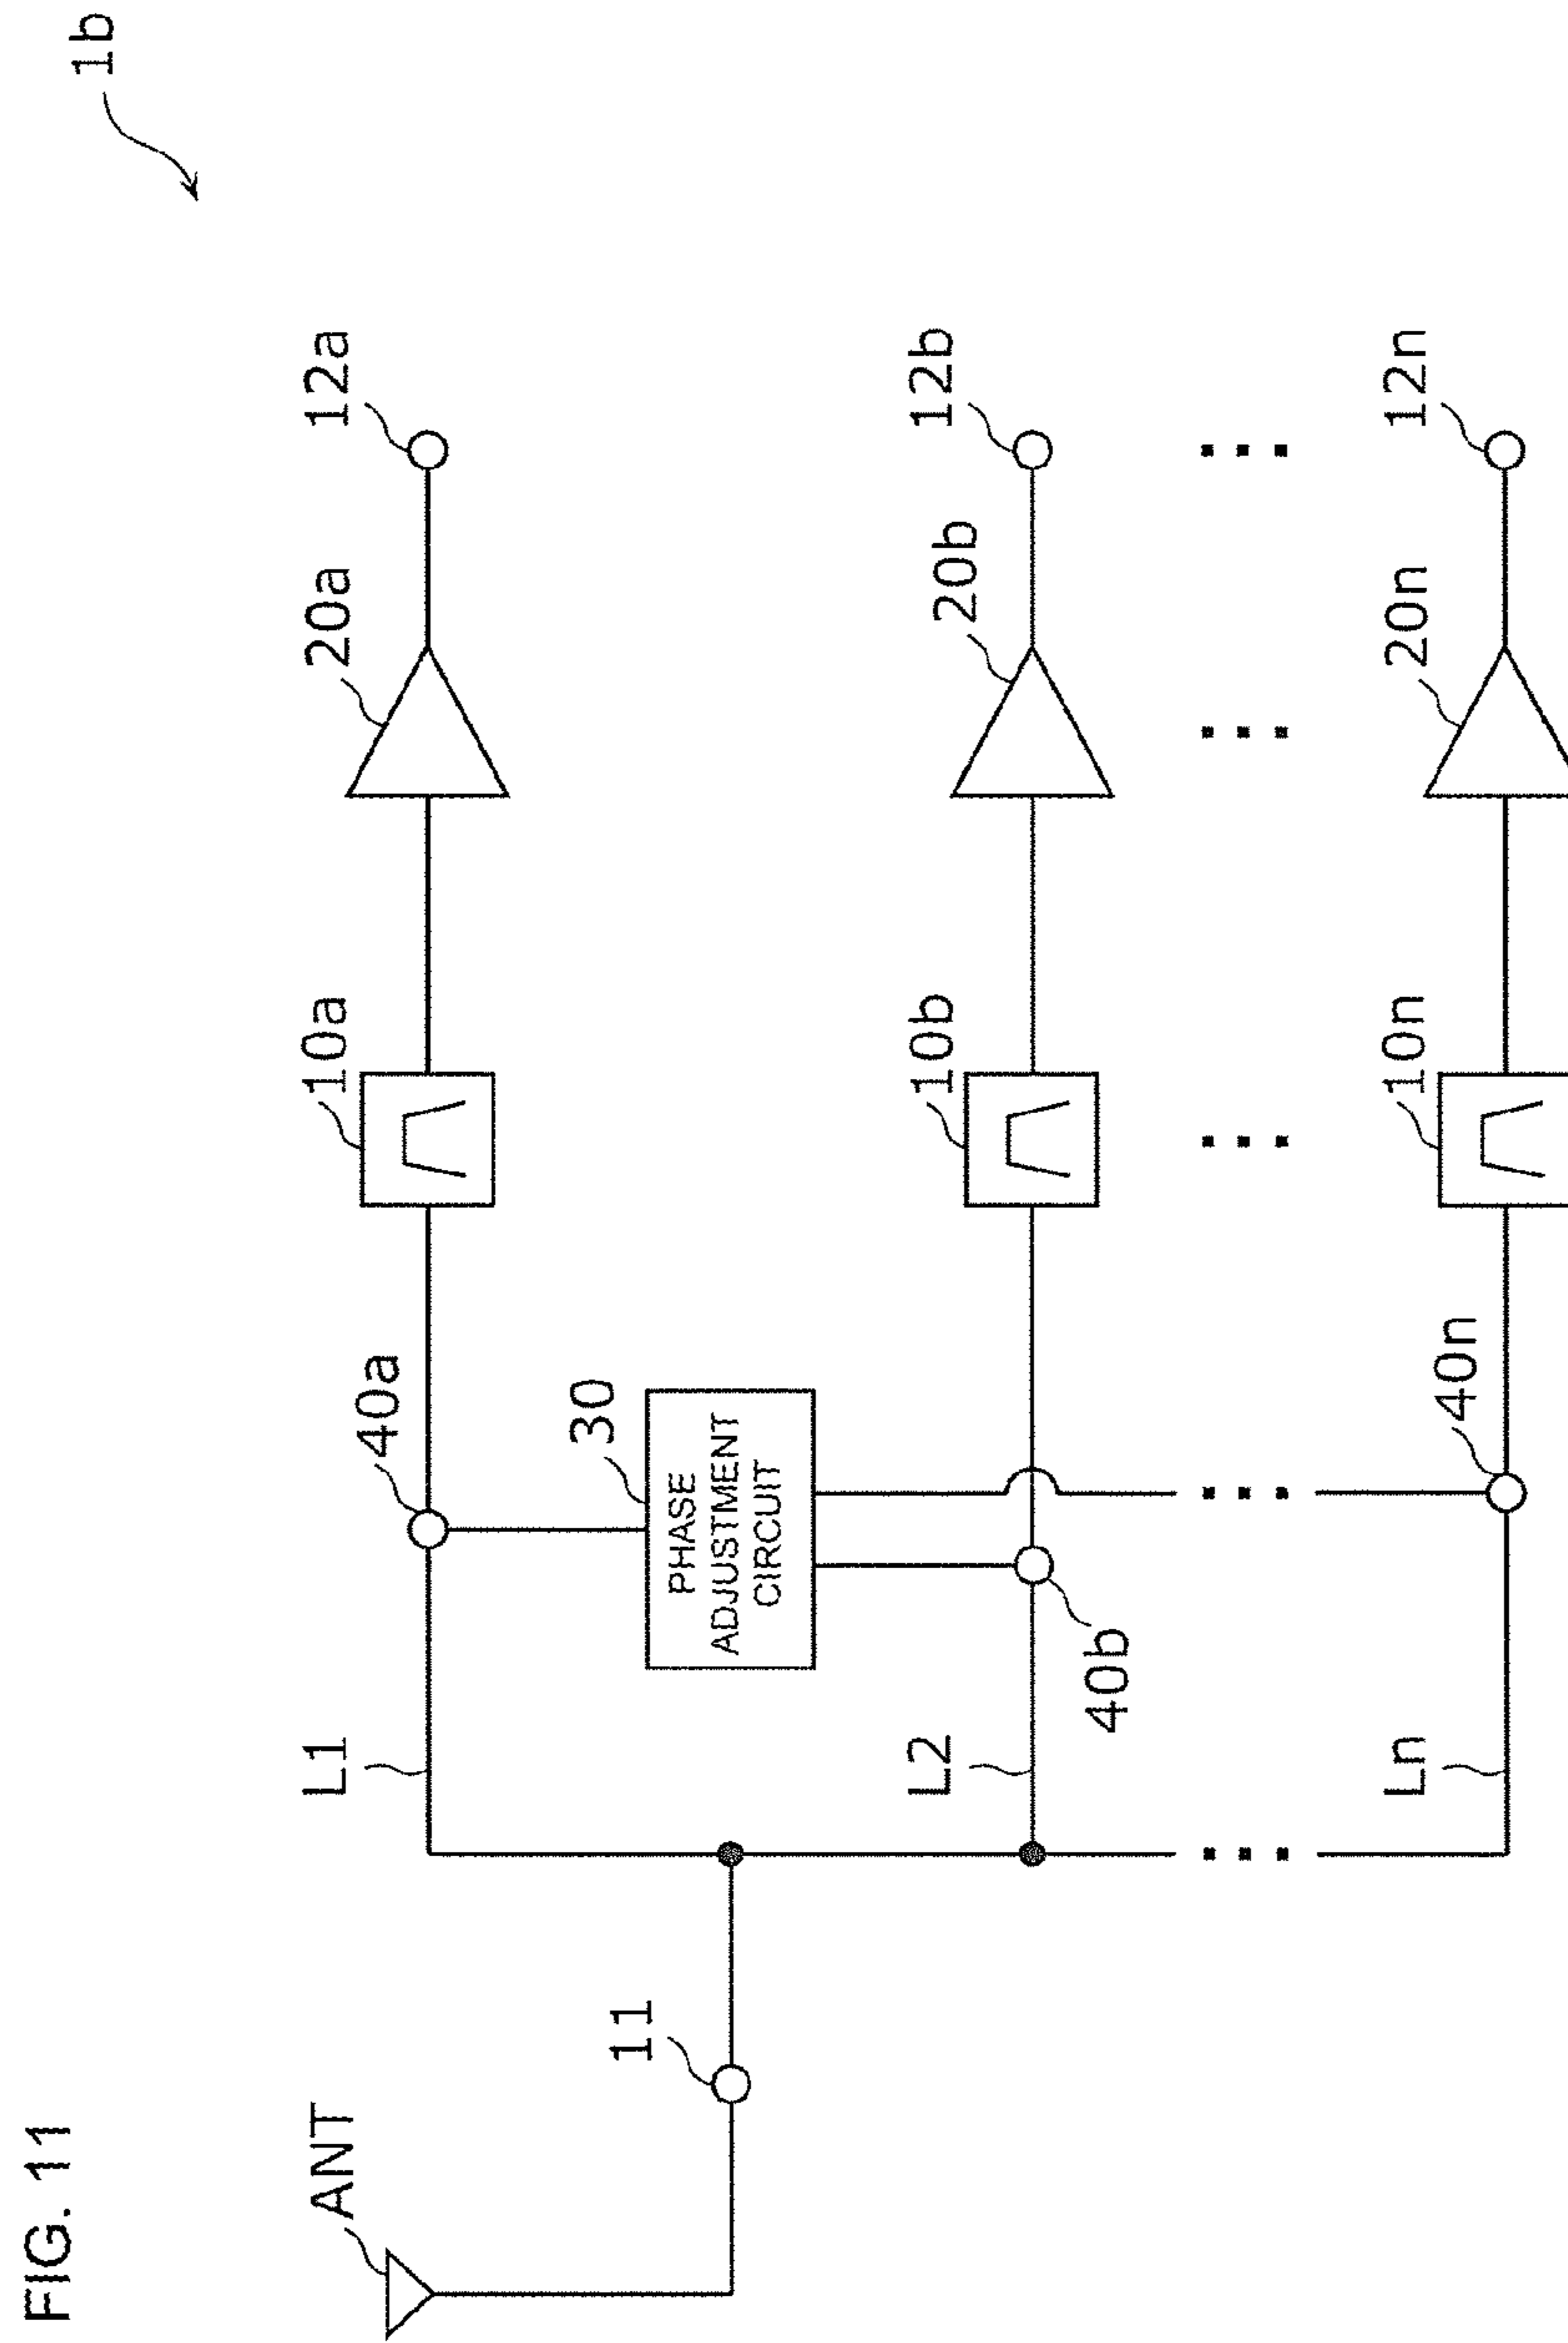 FIG. 11
1b
ANT
11
L1
40a
10a
20a
12a
30
PHASE
ADJUSTMENT
CIRCUIT
L2
40b
10b
20b
12b
Ln
40n
10n
20n
12n